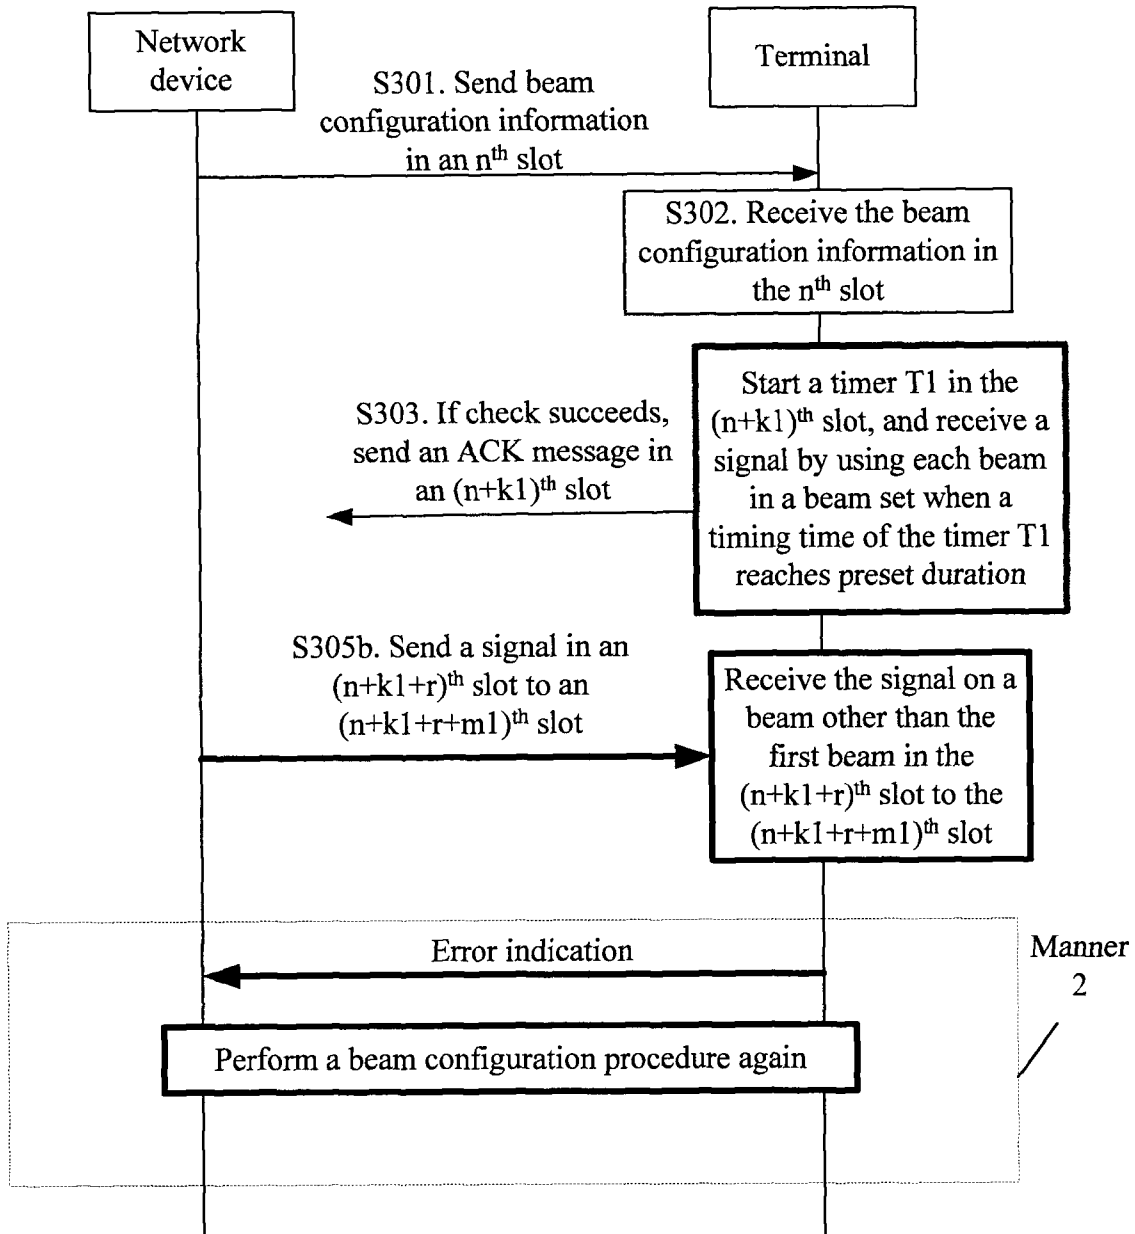 Network
device
Terminal
S301. Send beam
configuration information
in an nth slot
S302. Receive the beam
configuration information in
the nth slot
Start a timer T1 in the
(n+k1)th slot, and receive a
signal by using each beam
in a beam set when a
timing time of the timer T1
reaches preset duration
S303. If check succeeds,
send an ACK message in
an (n+k1)th slot
S305b. Send a signal in an
(n+k1+r)th slot to an
(n+k1+r+m1)th slot
Receive the signal on a
beam other than the
first beam in the
(n+k1+r)th slot to the
(n+k1+r+m1)th slot
Error indication
Manner
2
Perform a beam configuration procedure again